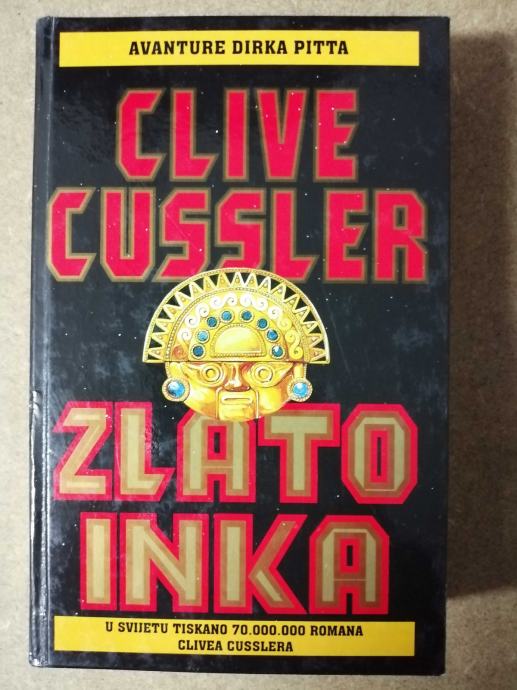 AVANTURE DIRKA PITTA
CLIVE
CUSSLER
ZLATO
INKA
U SVIJETU TISKANO 70.000.000 ROMANA
CLIVEA CUSSLERA